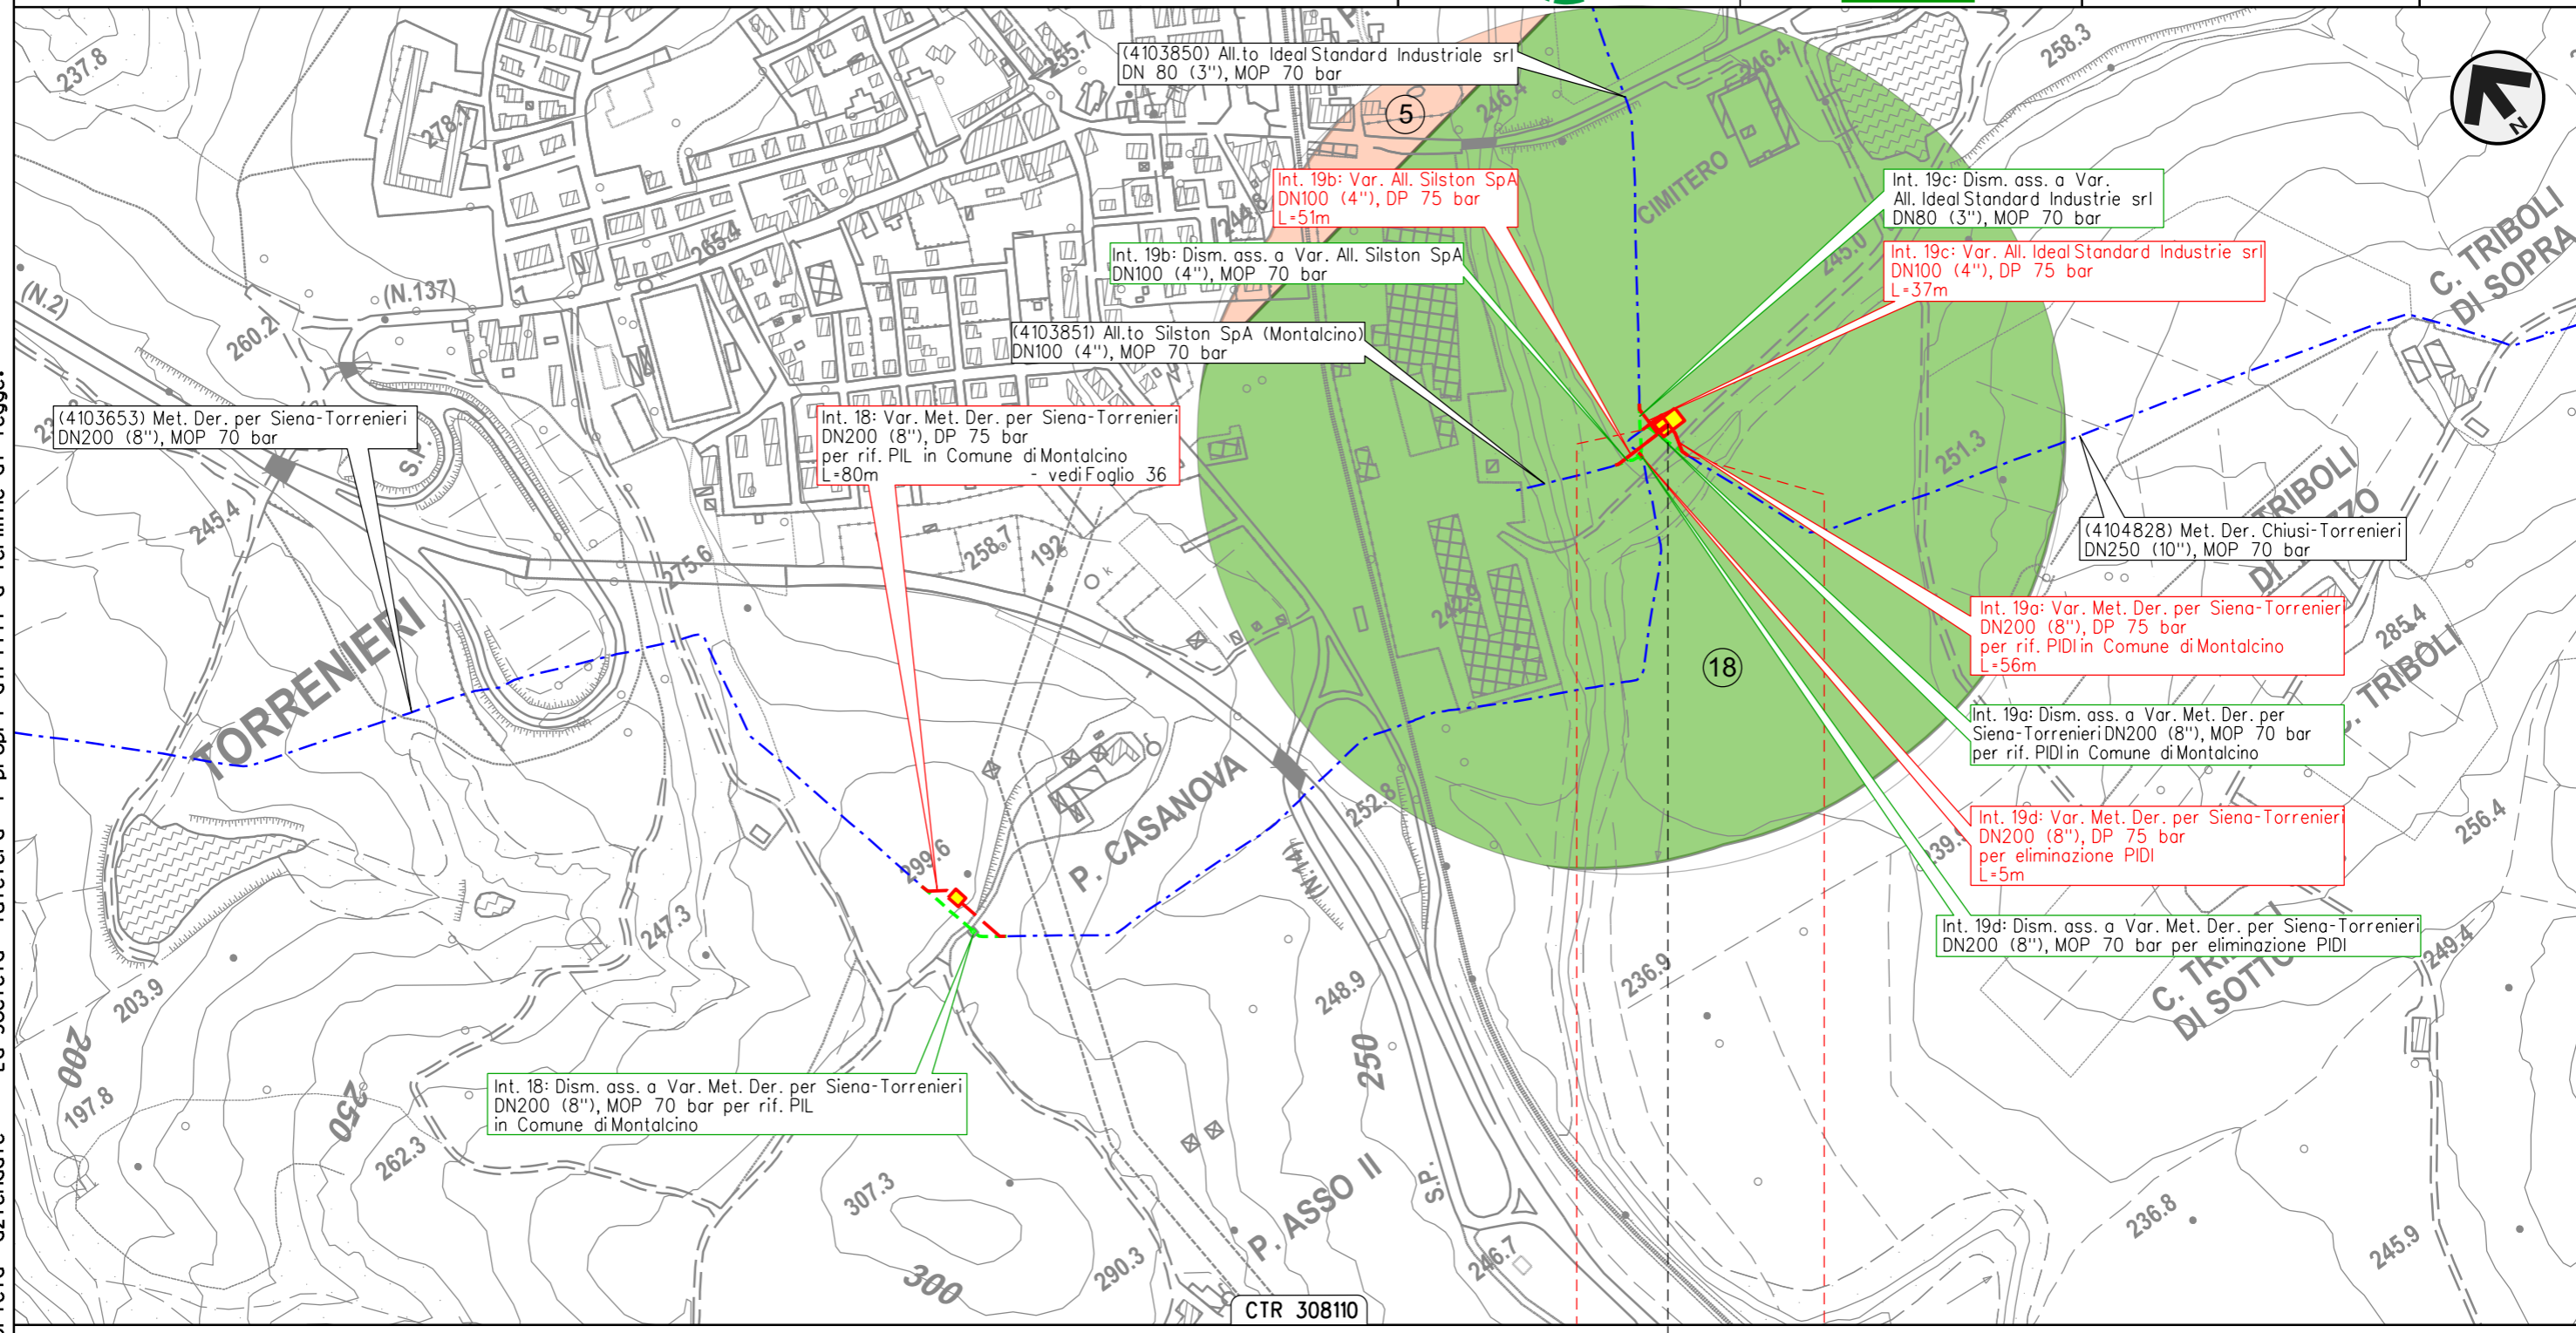 (4103850) All.to Ideal Standard Industriale srl
DN 80 (3"), MOP 70 bar
5
Int. 19b: Var. All. Silston SpA
DN100 (4"), DP 75 bar
L=51m
Int. 19b: Dism. ass. a Var. All. Silston SpA
DN100 (4"), MOP 70 bar
(4103851) All.to Silston SpA (Montalcino)
DN100 (4"), MOP 70 bar
Int. 19c: Dism. ass. a Var.
All. Ideal Standard Industrie srl
DN80 (3"), MOP 70 bar
Int. 19c: Var. All. Ideal Standard Industrie srl
DN100 (4"), DP 75 bar
L=37m
(4103653) Met. Der. per Siena-Torrenieri
DN200 (8"), MOP 70 bar
Int. 18: Var. Met. Der. per Siena-Torrenieri
DN200 (8"), DP 75 bar
per rif. PIL in Comune di Montalcino
L=80m - vedi Foglio 36
(4104828) Met. Der. Chiusi-Torrenieri
DN250 (10"), MOP 70 bar
Int. 19a: Var. Met. Der. per Siena-Torrenier
DN200 (8"), DP 75 bar
per rif. PIDI in Comune di Montalcino
L=56m
Int. 19a: Dism. ass. a Var. Met. Der. per
Siena-Torrenieri DN200 (8"), MOP 70 bar
per rif. PIDI in Comune di Montalcino
Int. 19d: Var. Met. Der. per Siena-Torrenieri
DN200 (8"), DP 75 bar
per eliminazione PIDI
L=5m
Int. 19d: Dism. ass. a Var. Met. Der. per Siena-Torrenieri
DN200 (8"), MOP 70 bar per eliminazione PIDI
Int. 18: Dism. ass. a Var. Met. Der. per Siena-Torrenieri
DN200 (8"), MOP 70 bar per rif. PIL
in Comune di Montalcino
18
N
237.8
278.1
255.7
246.4
246.4
258.3
CIMITERO
244.8
245.0
265.4
(N.2)
(N.137)
260.2
C. TRIBOLI
DI SOPRA
S.P.
245.4
275.6
258.7
192
k
251.3
TRIBOLI
285.4
C. TRIBOLI
TORRENIERI
P. CASANOVA
252.8
(N.14)
299.6
247.3
256.4
249.4
C. TRI
DI SOTTO
248.9
236.9
250
203.9
200
197.8
250
262.3
307.3
300
290.3
P. ASSO II
S.P.
246.7
236.8
245.9
CTR 308110